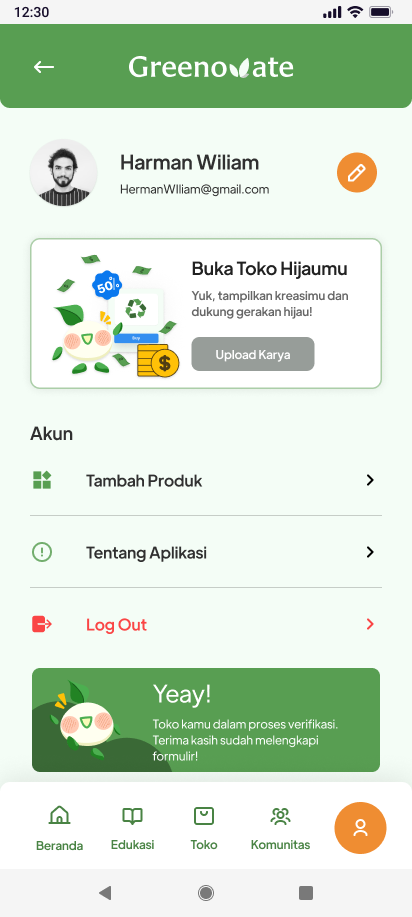 12:30
Greenovate
Harman Wiliam
HermanWIliam@gmail.com
50%
Buy
Buka Toko Hijaumu
Yuk, tampilkan kreasimu dan
dukung gerakan hijau!
Upload Karya
Akun
Tambah Produk
Tentang Aplikasi
Log Out
Yeay!
Toko kamu dalam proses verifikasi.
Terima kasih sudah melengkapi
formulir!
Beranda
Edukasi
Toko
Komunitas